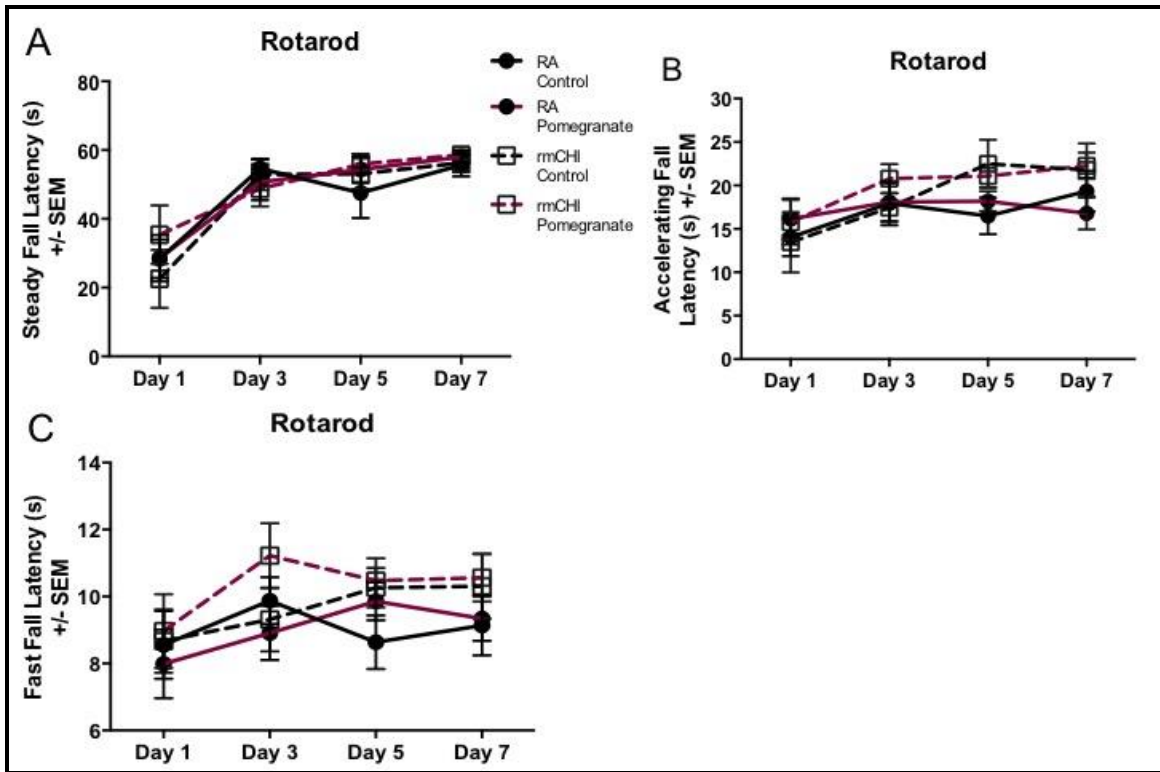 A
Rotarod
Steady Fall Latency (s)
+/- SEM
80
60
40
20
0
Day 1 Day 3 Day 5 Day 7
RA
Control
RA
Pomegranate
rmCHI
Control
rmCHI
Pomegranate
B
Rotarod
Accelerating Fall
Latency (s) +/- SEM
30
25
20
15
10
5
0
Day 1 Day 3 Day 5 Day 7
C
Rotarod
Fast Fall Latency (s)
+/- SEM
14
12
10
8
6
Day 1 Day 3 Day 5 Day 7